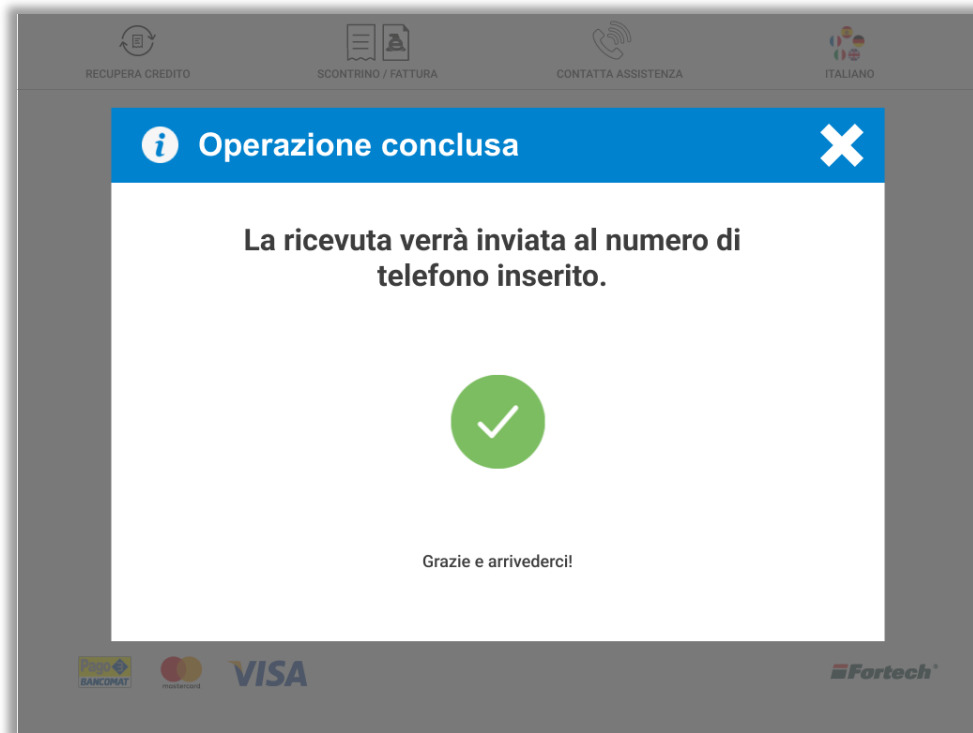 RECUPERA CREDITO
SCONTRINO / FATTURA
CONTATTA ASSISTENZA
ITALIANO
i Operazione conclusa
La ricevuta verrà inviata al numero di
telefono inserito.
Grazie e arrivederci!
Pago
BANCOMAT
mastercard
VISA
Fortech